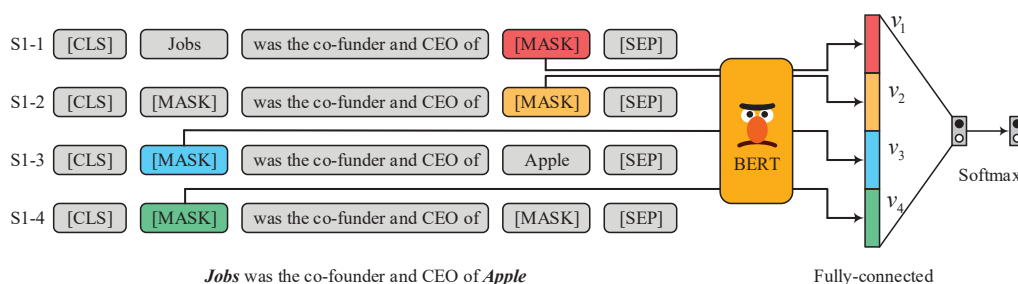 S1-1 [CLS] Jobs was the co-funder and CEO of [MASK] [SEP]
S1-2 [CLS] [MASK] was the co-funder and CEO of [MASK] [SEP]
S1-3 [CLS] [MASK] was the co-funder and CEO of Apple [SEP]
S1-4 [CLS] [MASK] was the co-funder and CEO of [MASK] [SEP]
BERT
v1
v2
v3
v4
Softmax
Jobs was the co-founder and CEO of Apple
Fully-connected